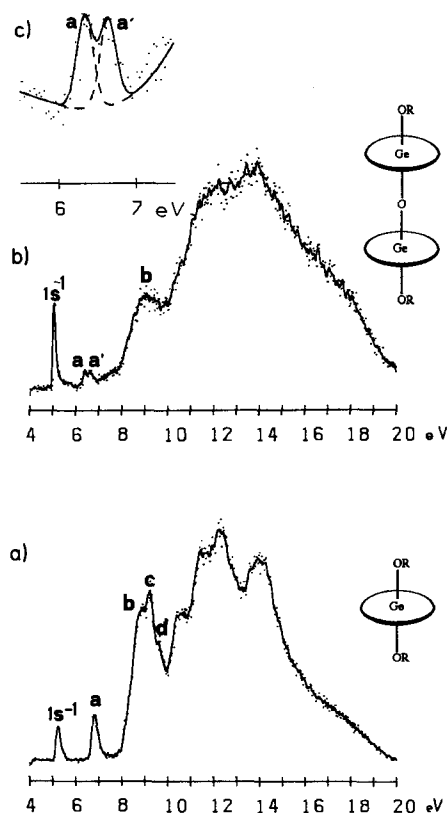 c)
a a′
6 7 eV
OR
Ge
O
Ge
OR
b)
1s⁻¹
a a′
b
4 6 8 10 12 14 16 18 20 eV
a)
OR
Ge
OR
1s⁻¹
a
b
c
d
4 6 8 10 12 14 16 18 20 eV